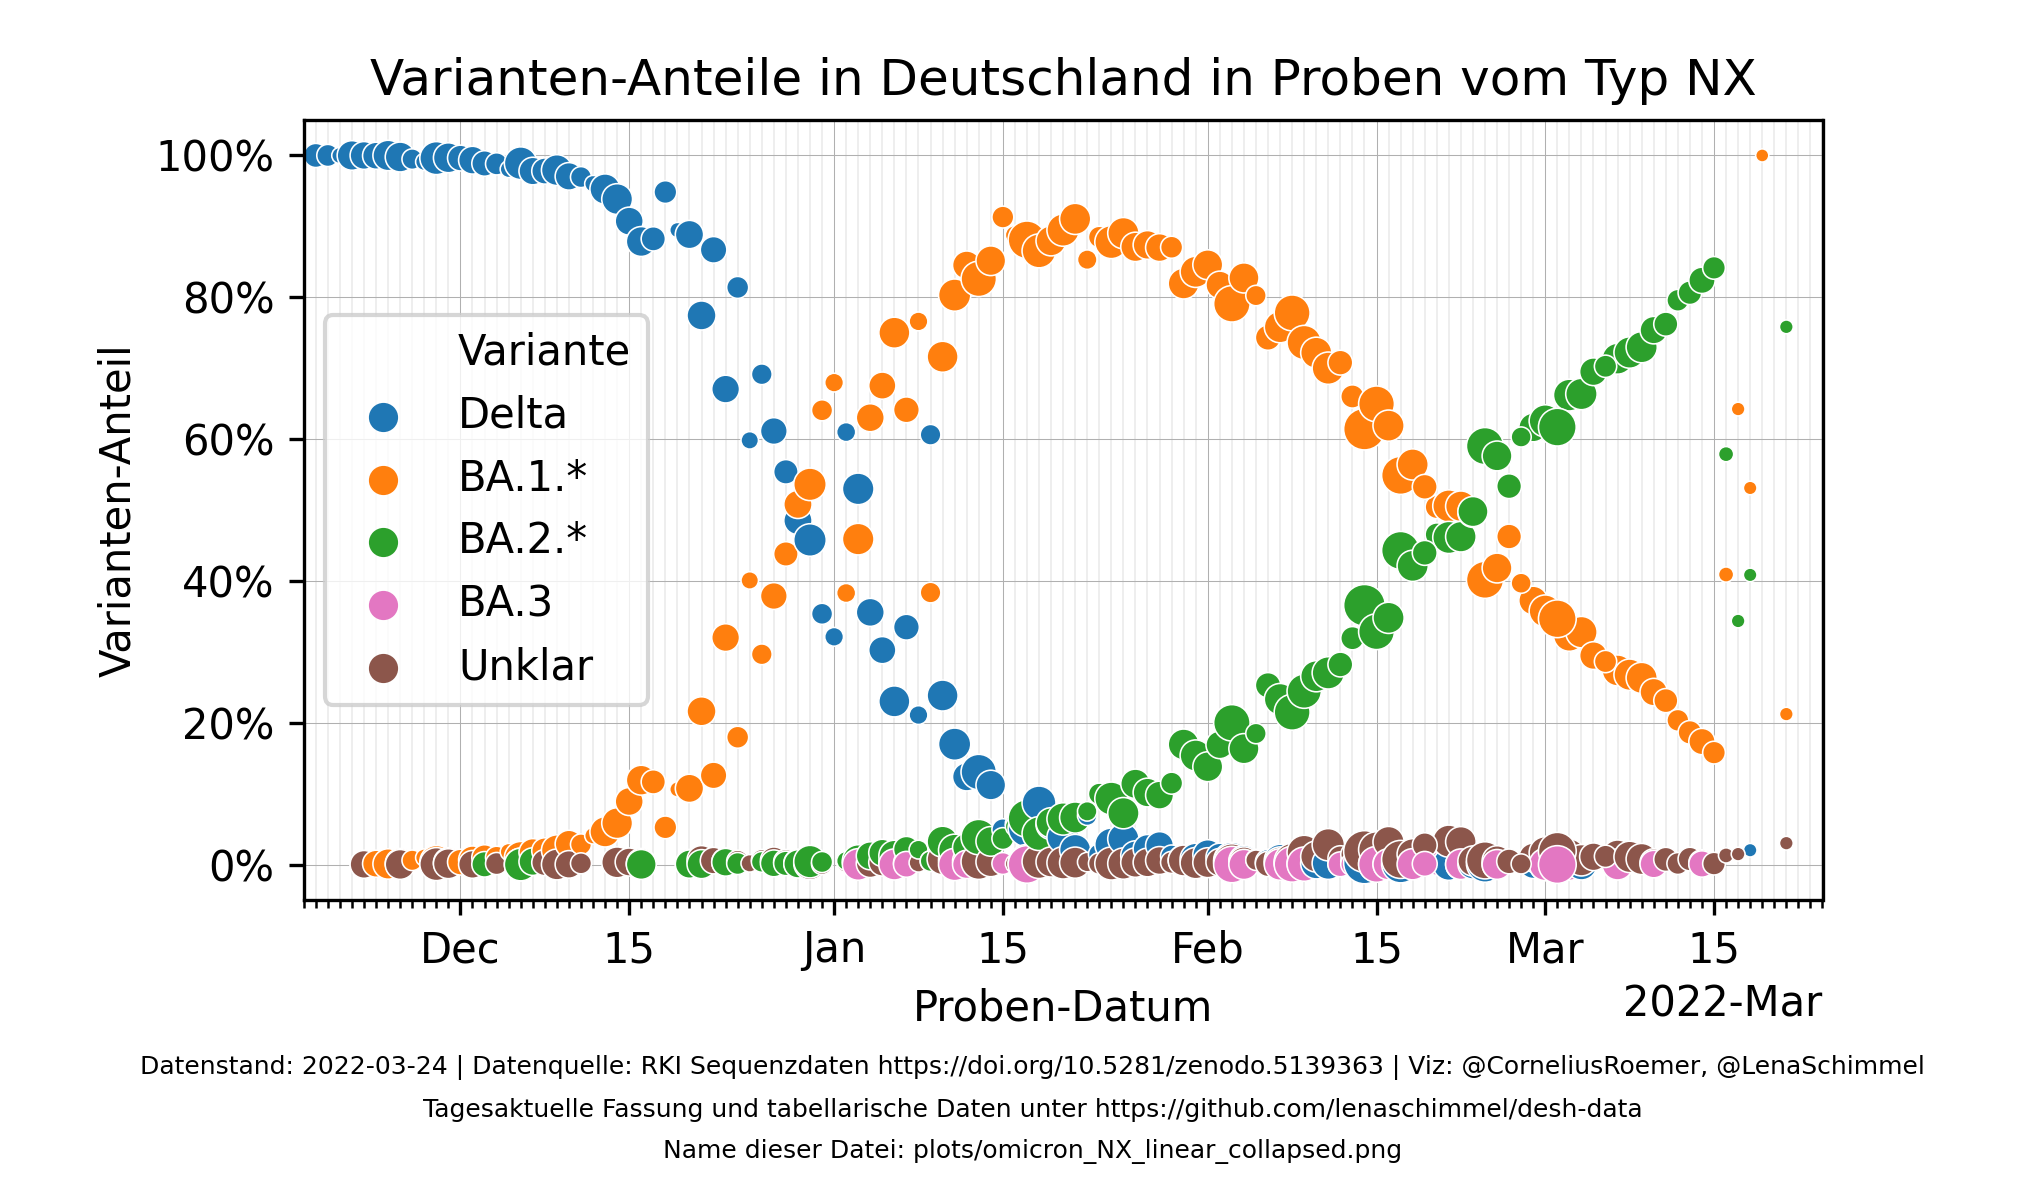 Varianten-Anteile in Deutschland in Proben vom Typ NX
Varianten-Anteil
100%
80%
60%
40%
20%
0%
Variante
Delta
BA.1.*
BA.2.*
BA.3
Unklar
Dec 15 Jan 15 Feb 15 Mar 15
Proben-Datum
2022-Mar
Datenstand: 2022-03-24 | Datenquelle: RKI Sequenzdaten https://doi.org/10.5281/zenodo.5139363 | Viz: @CorneliusRoemer, @LenaSchimmel
Tagesaktuelle Fassung und tabellarische Daten unter https://github.com/lenaschimmel/desh-data
Name dieser Datei: plots/omicron_NX_linear_collapsed.png